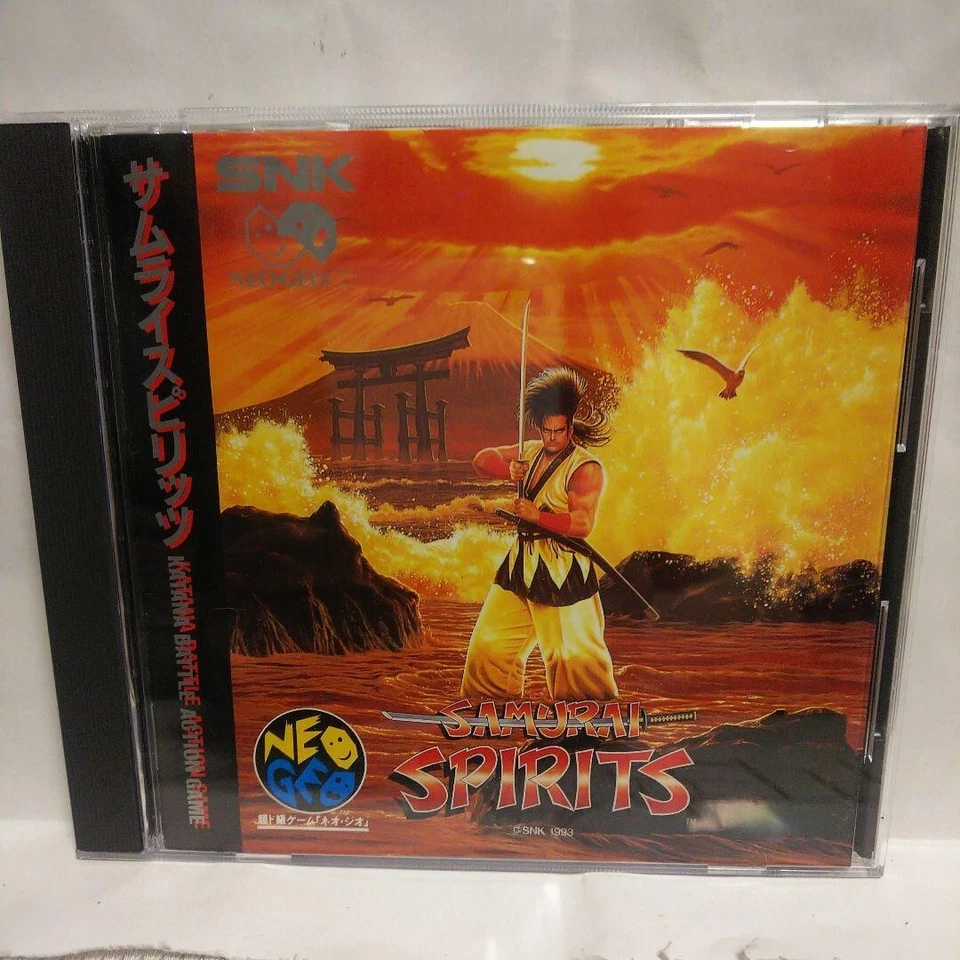 サムライスピリッツ
KATANA BATTLE ACTION GAME
SNK
NEOGEO
NEO
GEO
超ド級ゲーム「ネオ・ジオ」
SAMURAI
SPIRITS
TM
© SNK 1993